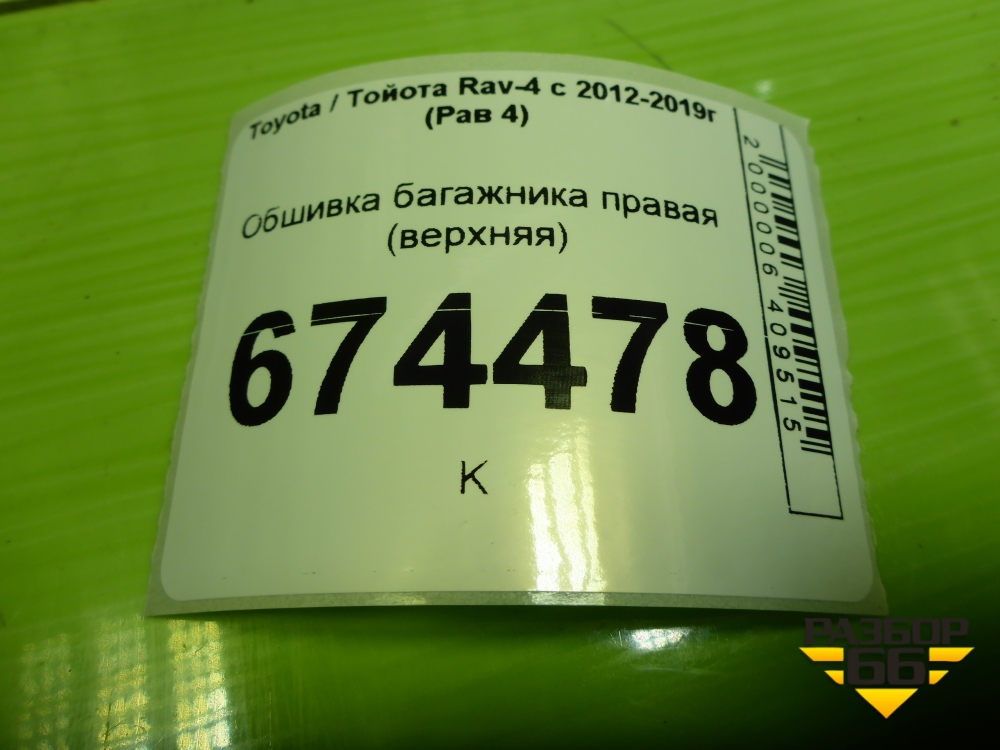 Toyota / Тойота Rav-4 с 2012-2019г
(Рав 4)
Обшивка багажника правая
(верхняя)
674478
К
2000006409515
РАЗБОР
66